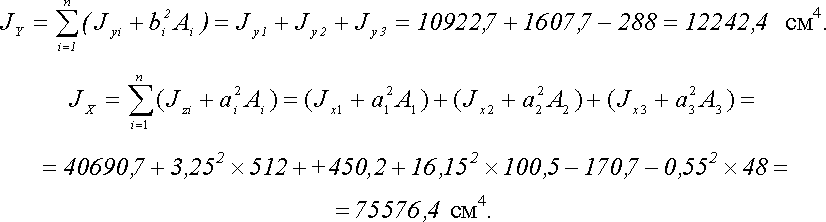 J_Y = \sum_{i=1}^{n} (J_{yi} + b_i^2 A_i) = J_{y1} + J_{y2} + J_{y3} = 10922,7 + 1607,7 − 288 = 12242,4 см^4.
J_X = \sum_{i=1}^{n} (J_{zi} + a_i^2 A_i) = (J_{x1} + a_1^2 A_1) + (J_{x2} + a_2^2 A_2) + (J_{x3} + a_3^2 A_3) =
= 40690,7 + 3,25^2 × 512 + + 450,2 + 16,15^2 × 100,5 − 170,7 − 0,55^2 × 48 =
= 75576,4 см^4.